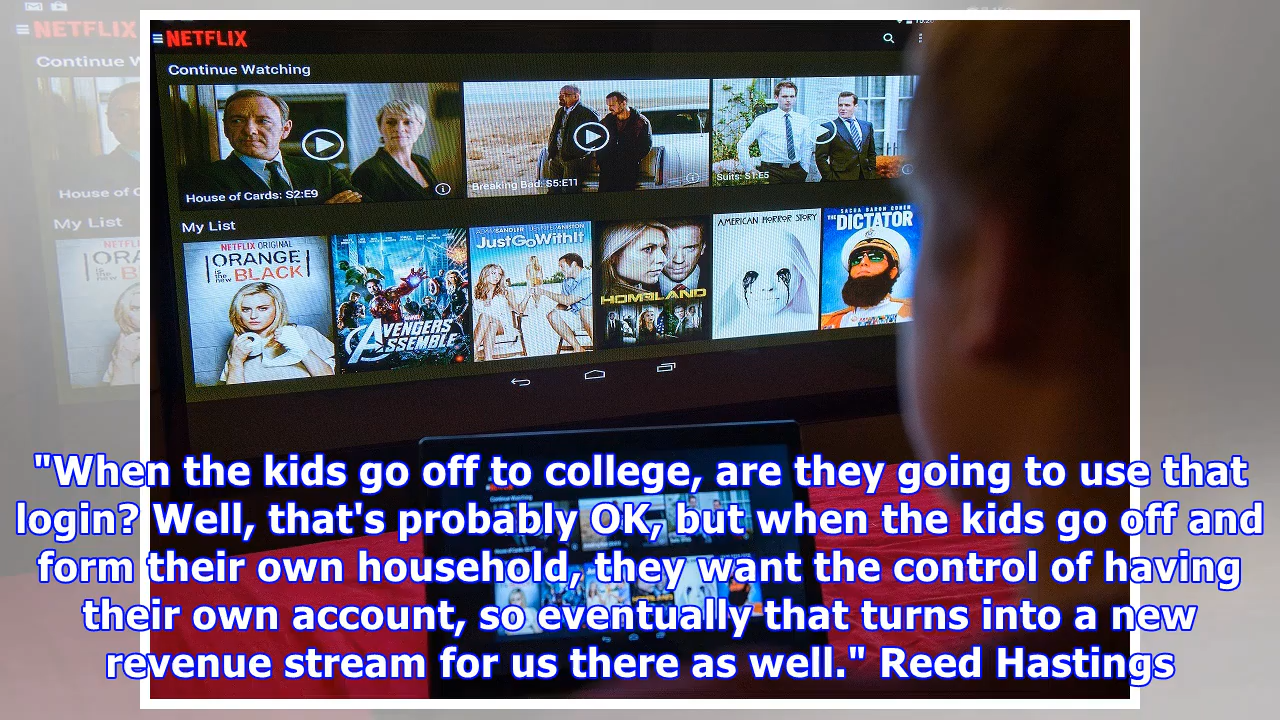 NETFLIX
Continue Watching
House of Cards: S2:E9
Breaking Bad: S5:E11
Suits: S1:E5
My List
NETFLIX ORIGINAL
ORANGE
is the new
BLACK
AVENGERS
ASSEMBLE
Just Go With It
HOMELAND
AMERICAN HORROR STORY
SACHA BARON COHEN
THE DICTATOR
"When the kids go off to college, are they going to use that
login? Well, that's probably OK, but when the kids go off and
form their own household, they want the control of having
their own account, so eventually that turns into a new
revenue stream for us there as well." Reed Hastings